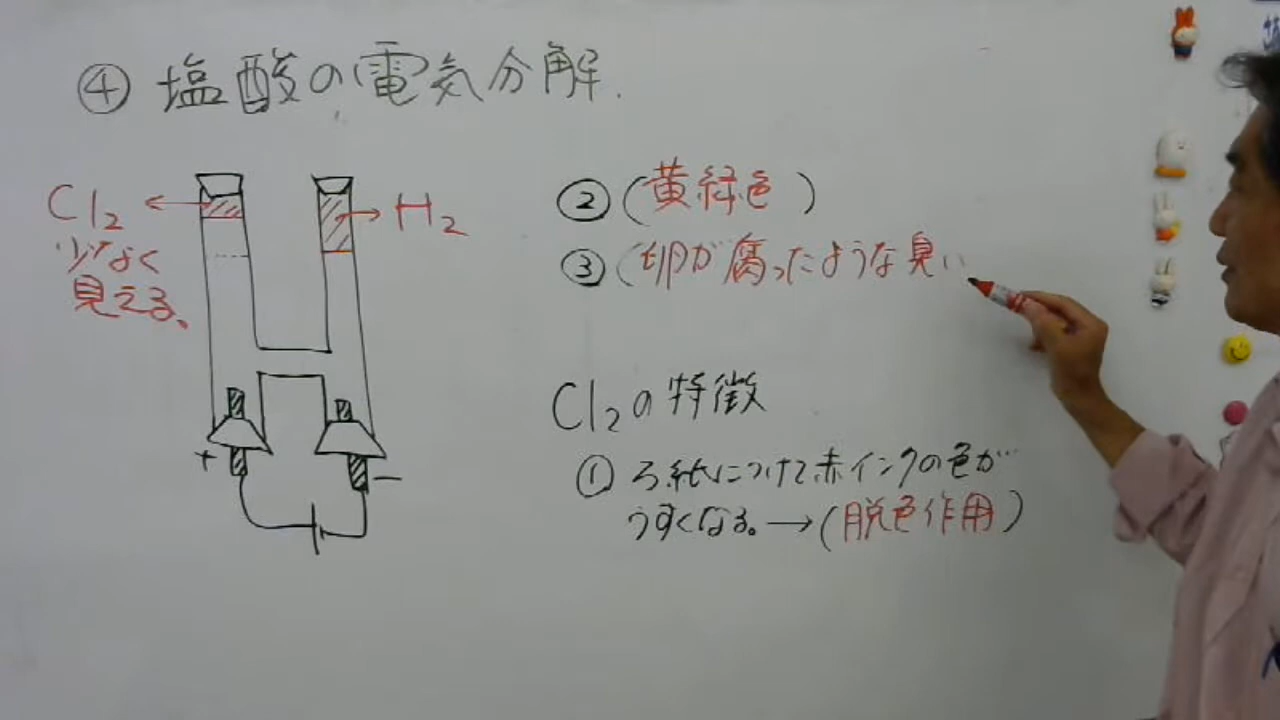 ④ 塩酸の電気分解.
Cl₂
少なく
見える。
H₂
+
−
② (黄緑色)
③ (卵が腐ったような臭い
Cl₂の特徴
① ろ紙につけて赤インクの色が
うすくなる。→(脱色作用)